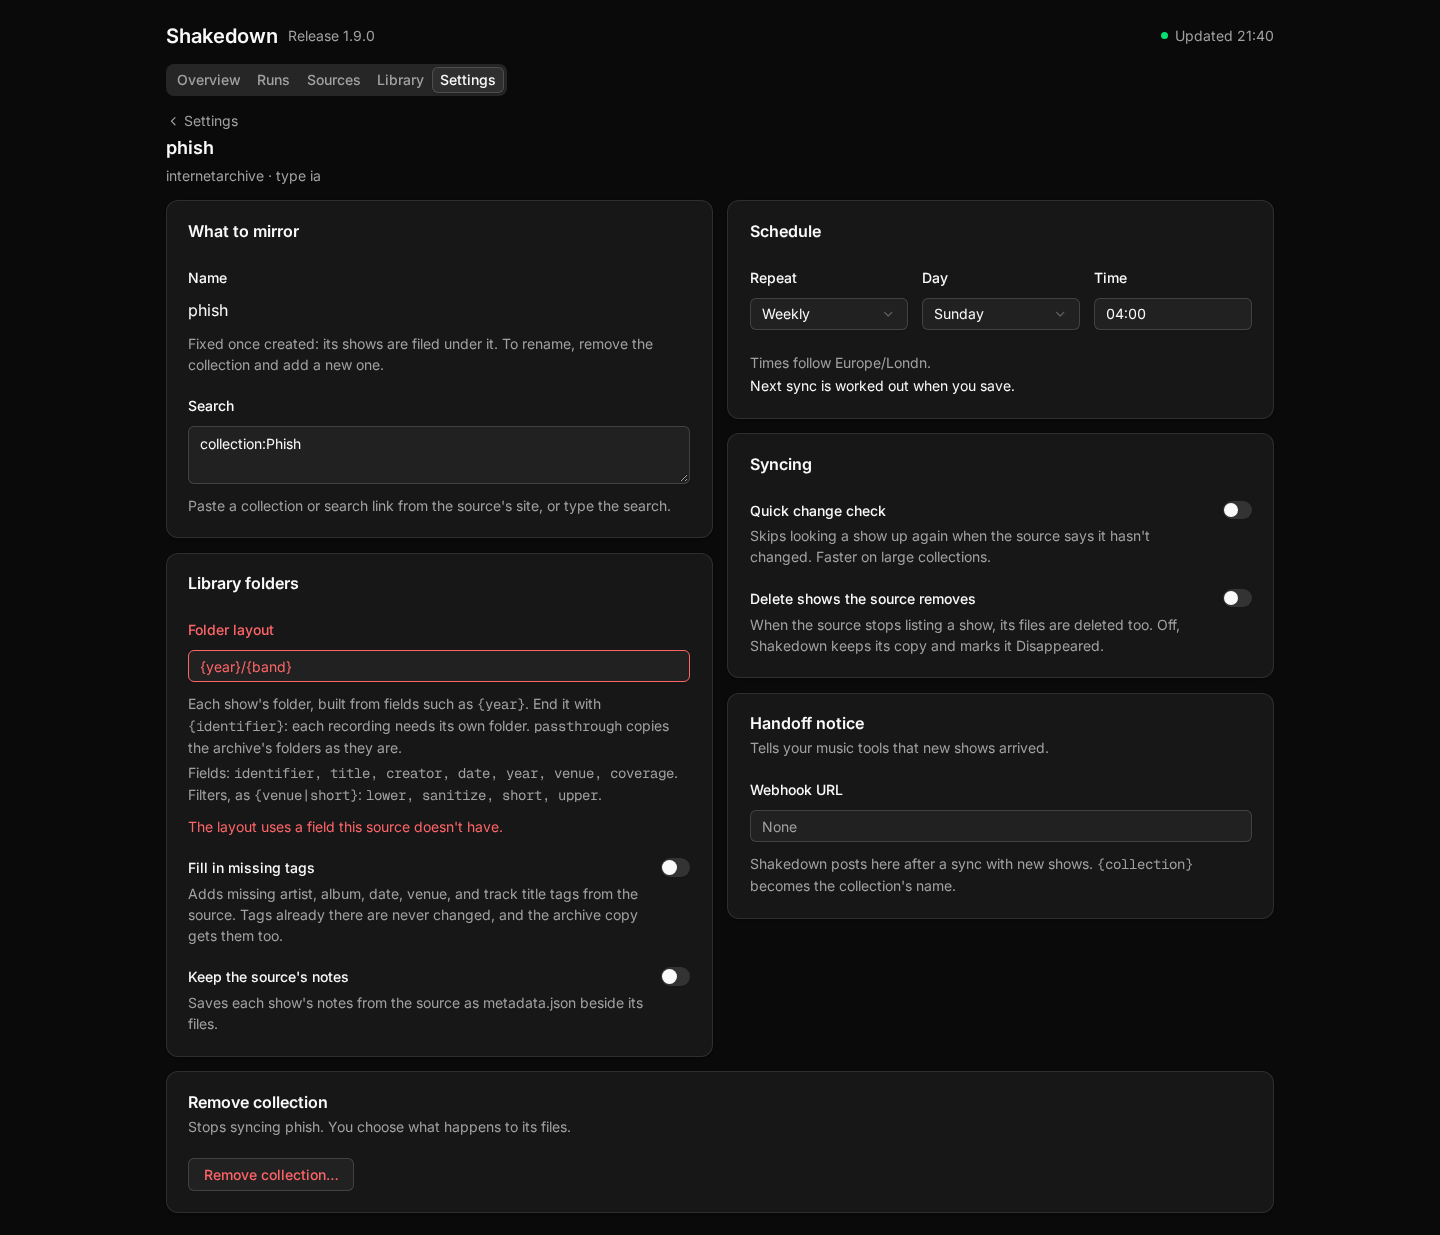 Shakedown Release 1.9.0
Updated 21:40
Overview Runs Sources Library Settings
Settings
phish
internetarchive · type ia
What to mirror
Name
phish
Fixed once created: its shows are filed under it. To rename, remove the
collection and add a new one.
Search
collection:Phish
Paste a collection or search link from the source's site, or type the search.
Library folders
Folder layout
{year}/{band}
Each show's folder, built from fields such as {year}. End it with
{identifier}: each recording needs its own folder. passthrough copies
the archive's folders as they are.
Fields: identifier, title, creator, date, year, venue, coverage.
Filters, as {venue|short}: lower, sanitize, short, upper.
The layout uses a field this source doesn't have.
Fill in missing tags
Adds missing artist, album, date, venue, and track title tags from the
source. Tags already there are never changed, and the archive copy
gets them too.
Keep the source's notes
Saves each show's notes from the source as metadata.json beside its
files.
Schedule
Repeat Day Time
Weekly Sunday 04:00
Times follow Europe/Londn.
Next sync is worked out when you save.
Syncing
Quick change check
Skips looking a show up again when the source says it hasn't
changed. Faster on large collections.
Delete shows the source removes
When the source stops listing a show, its files are deleted too. Off,
Shakedown keeps its copy and marks it Disappeared.
Handoff notice
Tells your music tools that new shows arrived.
Webhook URL
None
Shakedown posts here after a sync with new shows. {collection}
becomes the collection's name.
Remove collection
Stops syncing phish. You choose what happens to its files.
Remove collection...